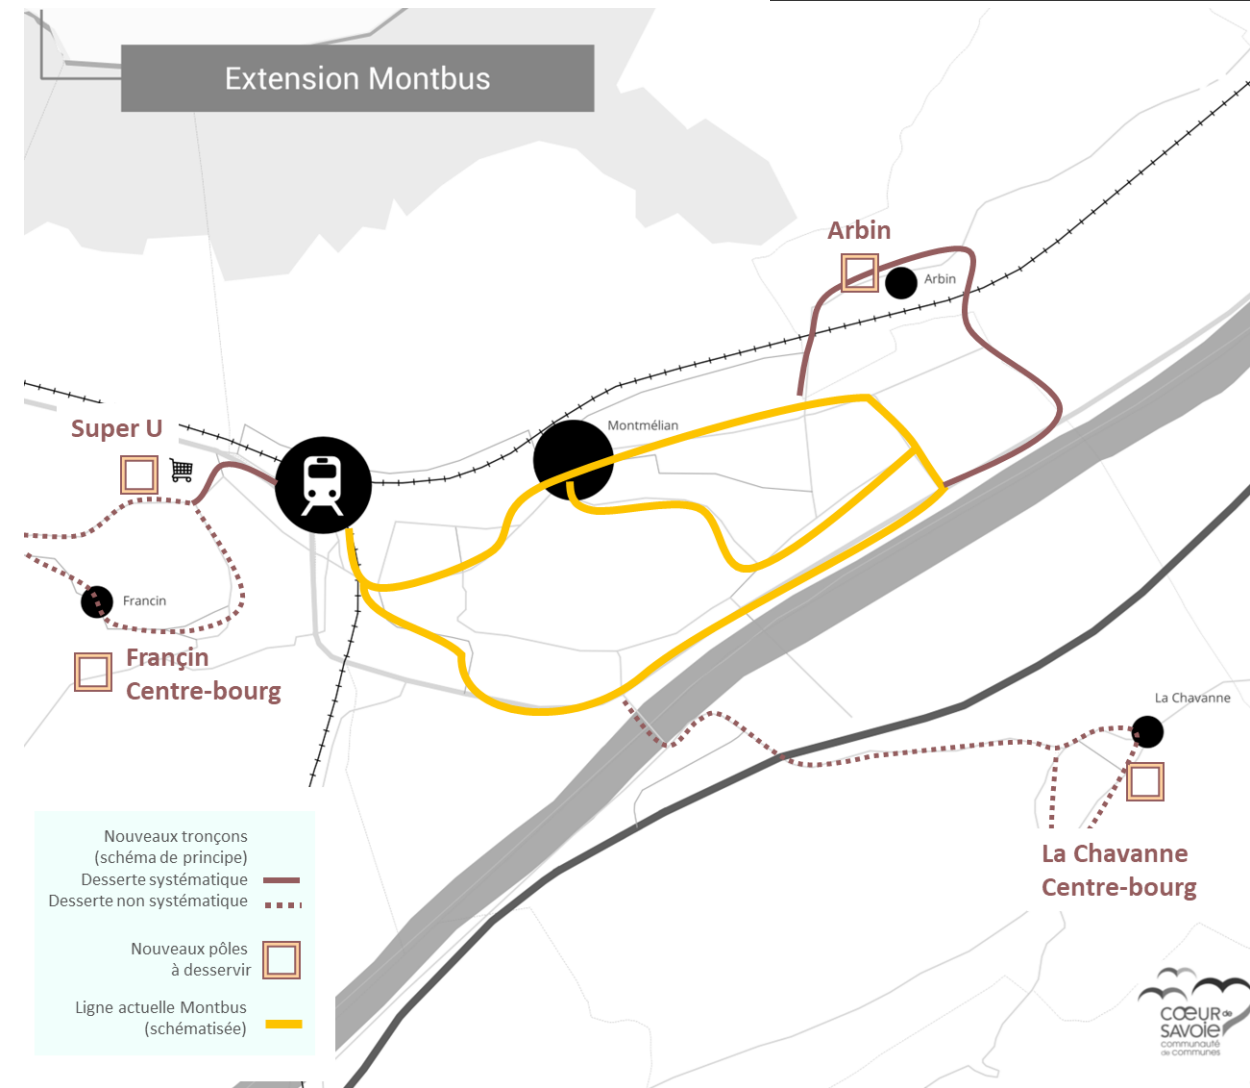 Extension Montbus
Arbin
Arbin
Montmélian
Super U
Francin
Françin
Centre-bourg
La Chavanne
La Chavanne
Centre-bourg
Nouveaux tronçons
(schéma de principe)
Desserte systématique
Desserte non systématique
Nouveaux pôles
à desservir
Ligne actuelle Montbus
(schématisée)
CŒUR de
SAVOIE
communauté
de communes